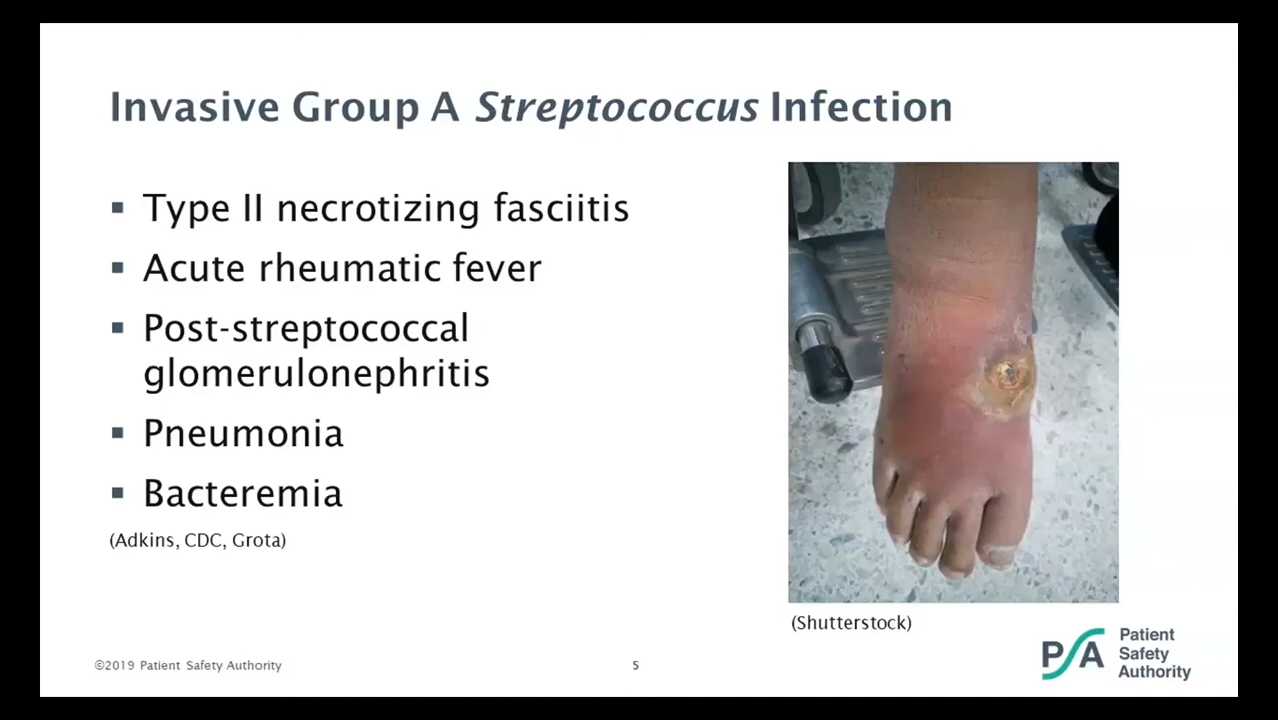 Invasive Group A Streptococcus Infection
▪ Type II necrotizing fasciitis
▪ Acute rheumatic fever
▪ Post-streptococcal
glomerulonephritis
▪ Pneumonia
▪ Bacteremia
(Adkins, CDC, Grota)
(Shutterstock)
©2019 Patient Safety Authority
5
PSA
Patient
Safety
Authority